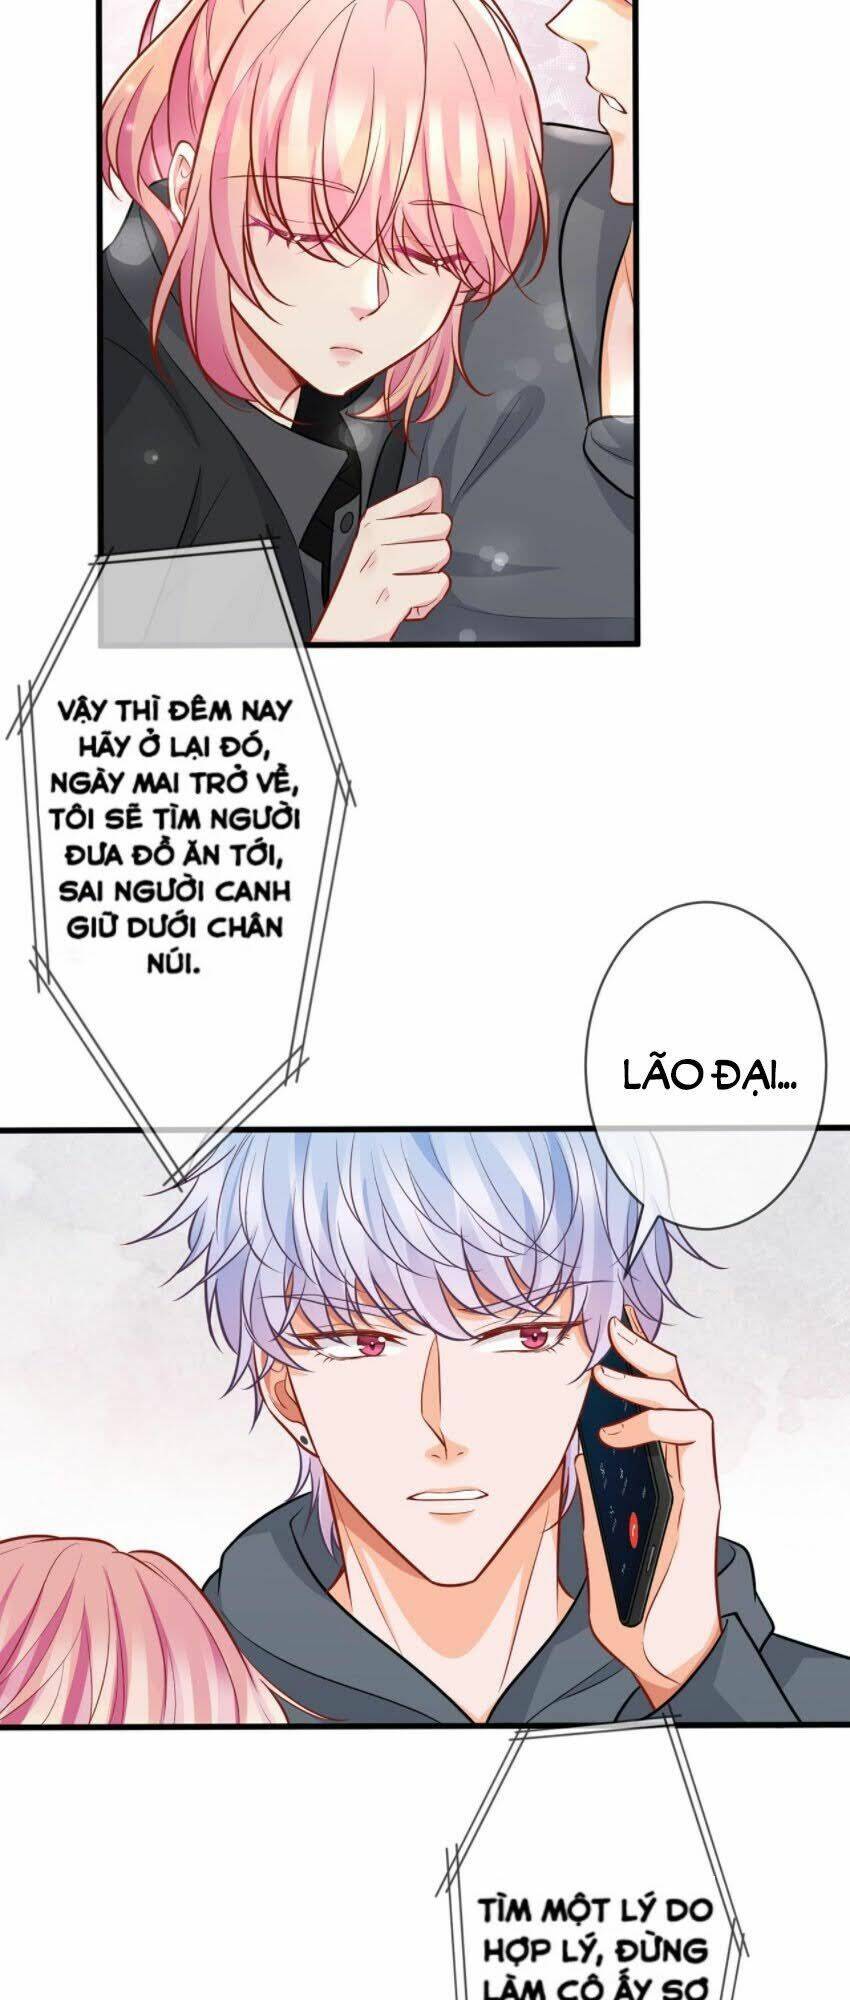 VẬY THÌ ĐÊM NAY
HÃY Ở LẠI ĐÓ,
NGÀY MAI TRỞ VỀ,
TÔI SẼ TÌM NGƯỜI
ĐƯA ĐỒ ĂN TỚI,
SAI NGƯỜI CANH
GIỮ DƯỚI CHÂN
NÚI.
LÃO ĐẠI...
TÌM MỘT LÝ DO
HỢP LÝ, ĐỪNG
LÀM CÔ ẤY SỢ